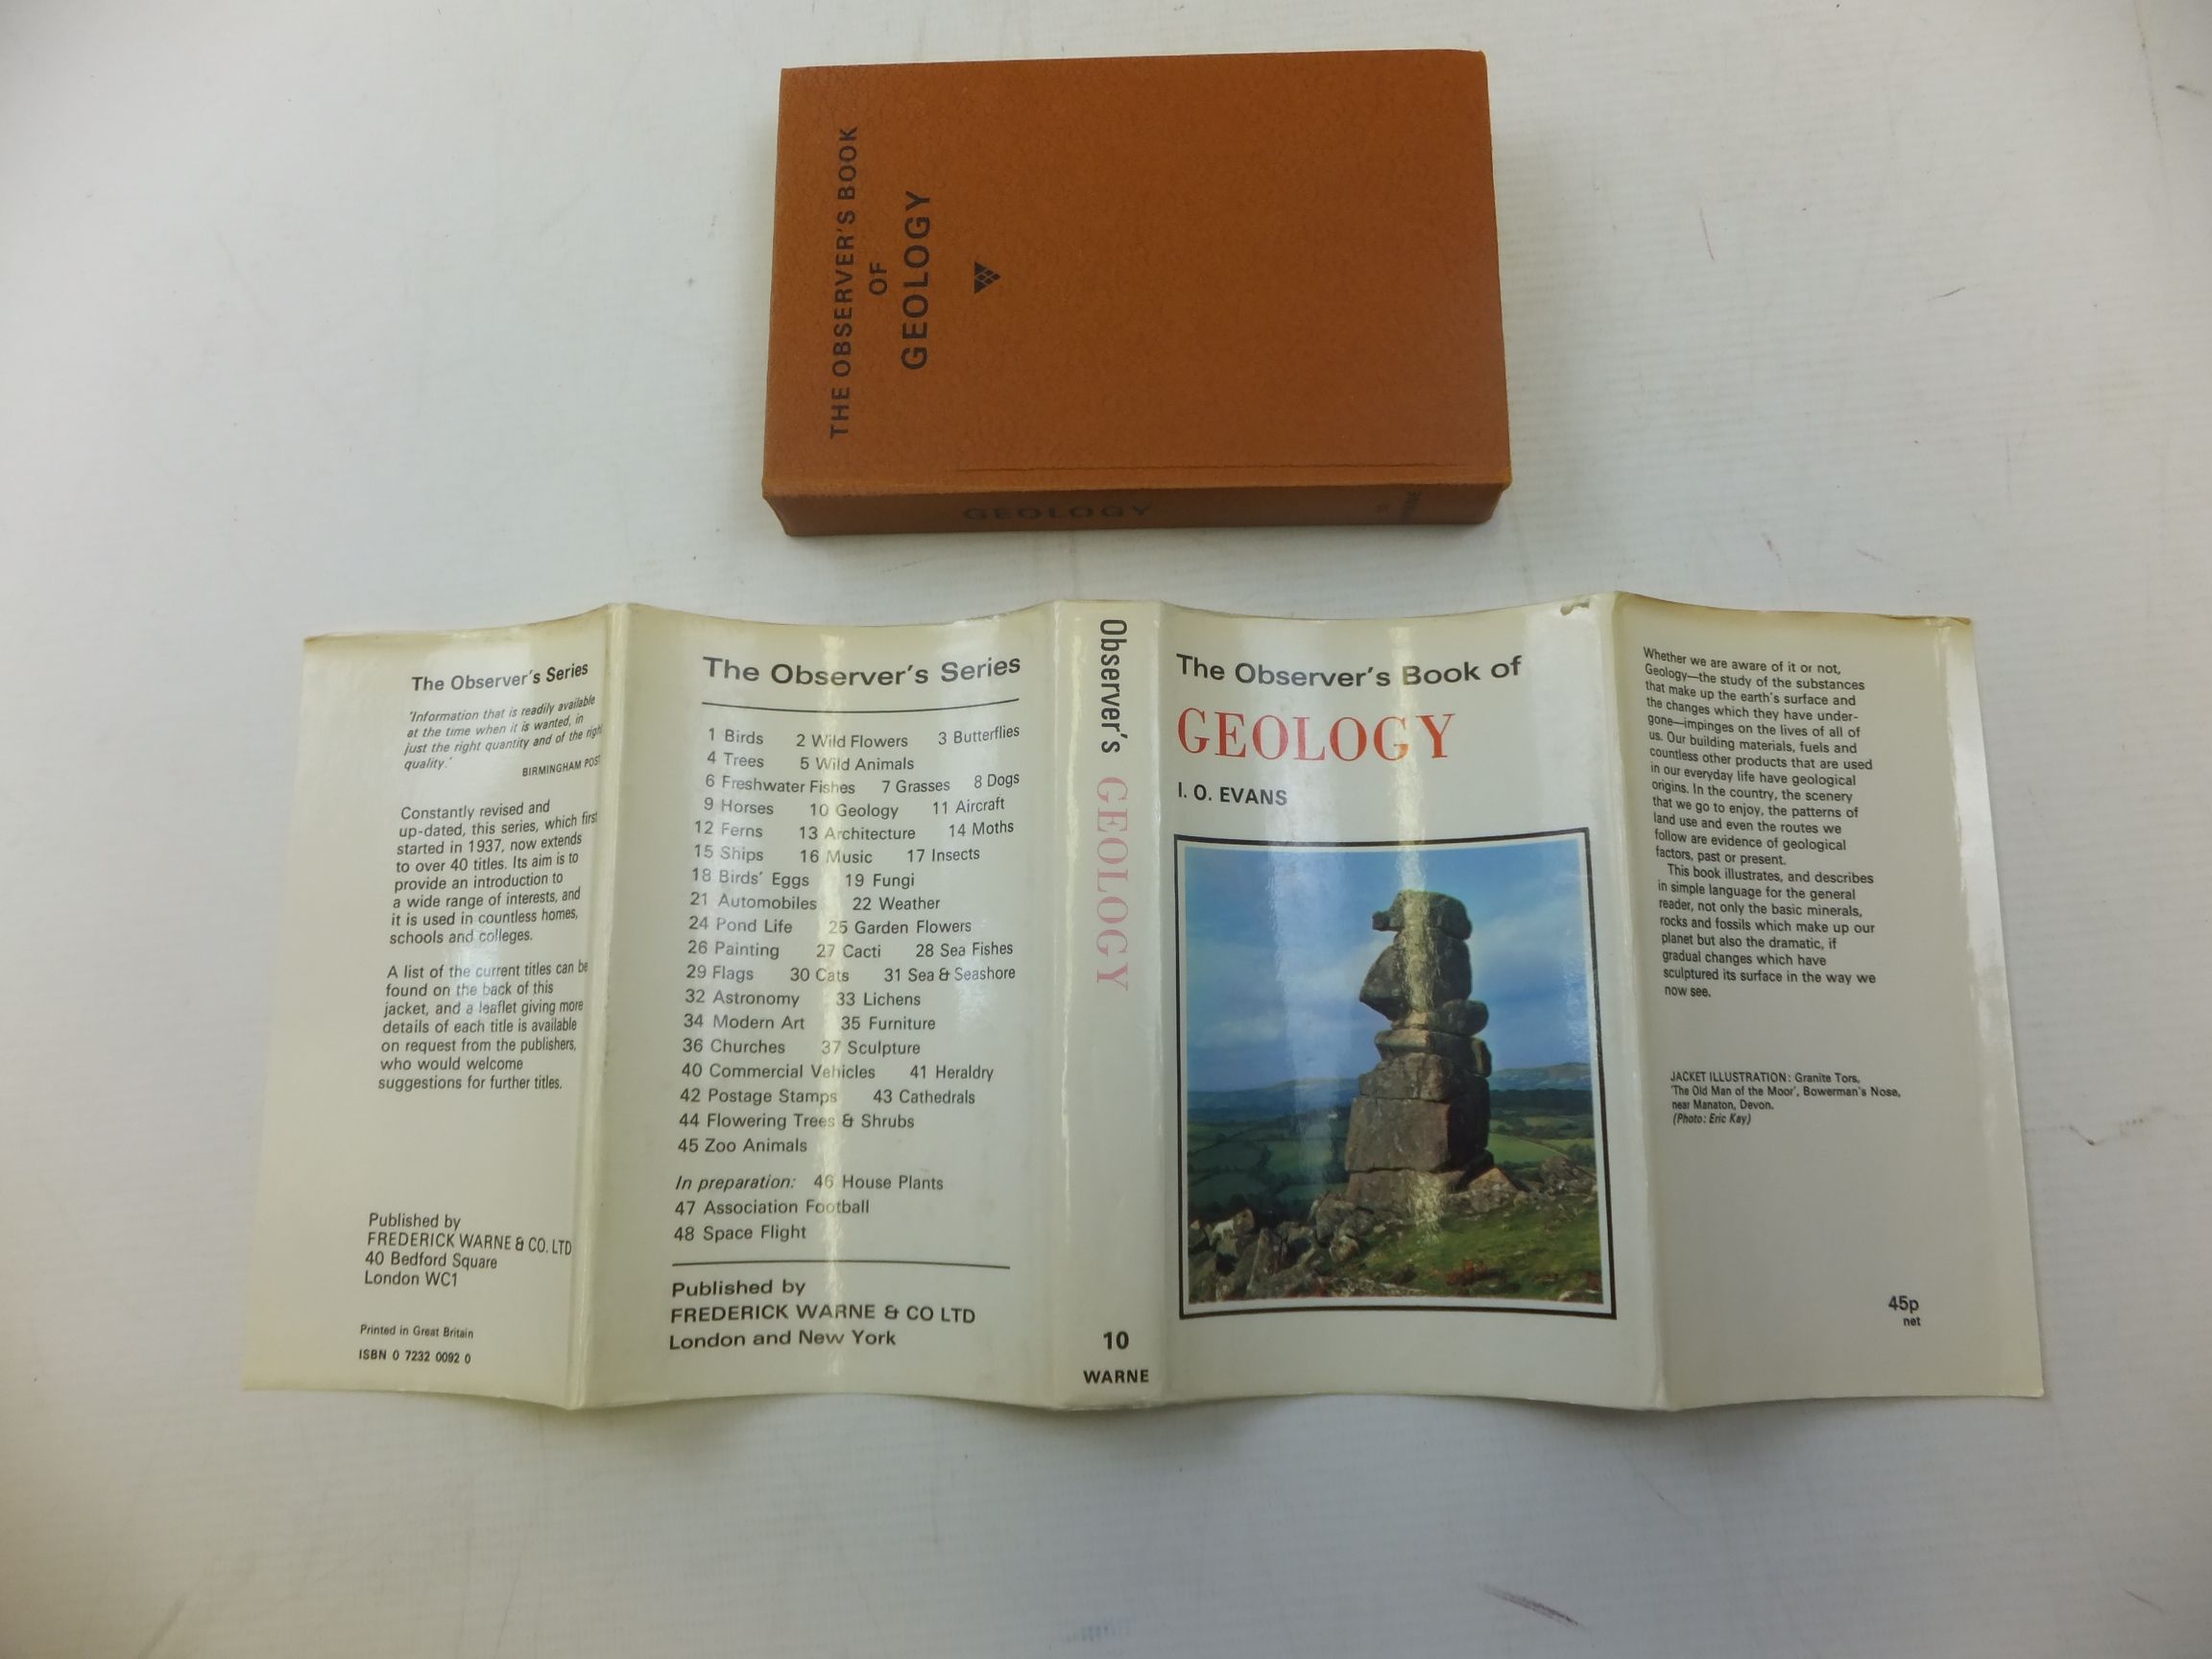 THE OBSERVER'S BOOK
OF
GEOLOGY
GEOLOGY
The Observer's Series
'Information that is readily available
at the time when it is wanted, in
just the right quantity and of the right
quality.'
BIRMINGHAM POST
Constantly revised and
up-dated, this series, which first
started in 1937, now extends
to over 40 titles. Its aim is to
provide an introduction to
a wide range of interests, and
it is used in countless homes,
schools and colleges.
A list of the current titles can be
found on the back of this
jacket, and a leaflet giving more
details of each title is available
on request from the publishers,
who would welcome
suggestions for further titles.
Published by
FREDERICK WARNE & CO. LTD
40 Bedford Square
London WC1
Printed in Great Britain
ISBN 0 7232 0092 0
The Observer's Series
1 Birds 2 Wild Flowers 3 Butterflies
4 Trees 5 Wild Animals
6 Freshwater Fishes 7 Grasses 8 Dogs
9 Horses 10 Geology 11 Aircraft
12 Ferns 13 Architecture 14 Moths
15 Ships 16 Music 17 Insects
18 Birds' Eggs 19 Fungi
21 Automobiles 22 Weather
24 Pond Life 25 Garden Flowers
26 Painting 27 Cacti 28 Sea Fishes
29 Flags 30 Cats 31 Sea & Seashore
32 Astronomy 33 Lichens
34 Modern Art 35 Furniture
36 Churches 37 Sculpture
40 Commercial Vehicles 41 Heraldry
42 Postage Stamps 43 Cathedrals
44 Flowering Trees & Shrubs
45 Zoo Animals
In preparation: 46 House Plants
47 Association Football
48 Space Flight
Published by
FREDERICK WARNE & CO LTD
London and New York
Observer's GEOLOGY
10
WARNE
The Observer's Book of
GEOLOGY
I. O. EVANS
Whether we are aware of it or not,
Geology—the study of the substances
that make up the earth's surface and
the changes which they have under-
gone—impinges on the lives of all of
us. Our building materials, fuels and
countless other products that are used
in our everyday life have geological
origins. In the country, the scenery
that we go to enjoy, the patterns of
land use and even the routes we
follow are evidence of geological
factors, past or present.
This book illustrates, and describes
in simple language for the general
reader, not only the basic minerals,
rocks and fossils which make up our
planet but also the dramatic, if
gradual changes which have
sculptured its surface in the way we
now see.
JACKET ILLUSTRATION: Granite Tors,
'The Old Man of the Moor', Bowerman's Nose,
near Manaton, Devon.
(Photo: Eric Kay)
45p
net